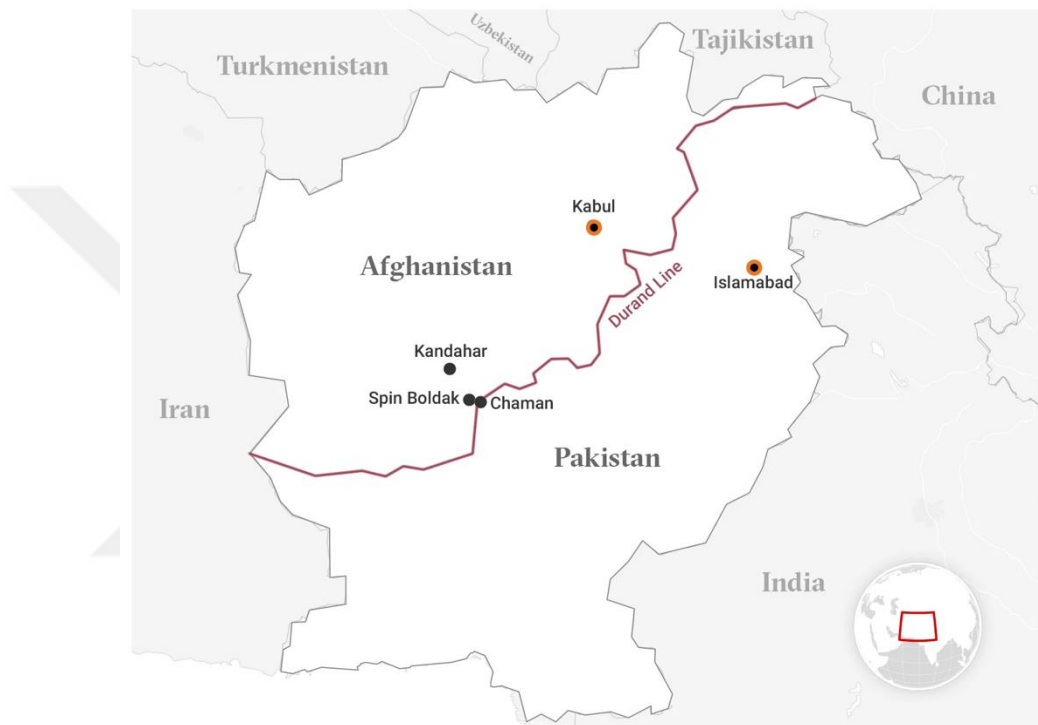 Uzbekistan
Tajikistan
Turkmenistan
China
Kabul
Afghanistan
Islamabad
Durand Line
Kandahar
Spin Boldak
Chaman
Iran
Pakistan
India